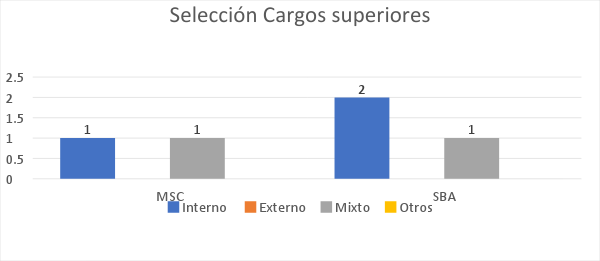 Selección Cargos superiores
2.5
2
1.5
1
0.5
0
1
1
2
1
MSC
SBA
Interno
Externo
Mixto
Otros